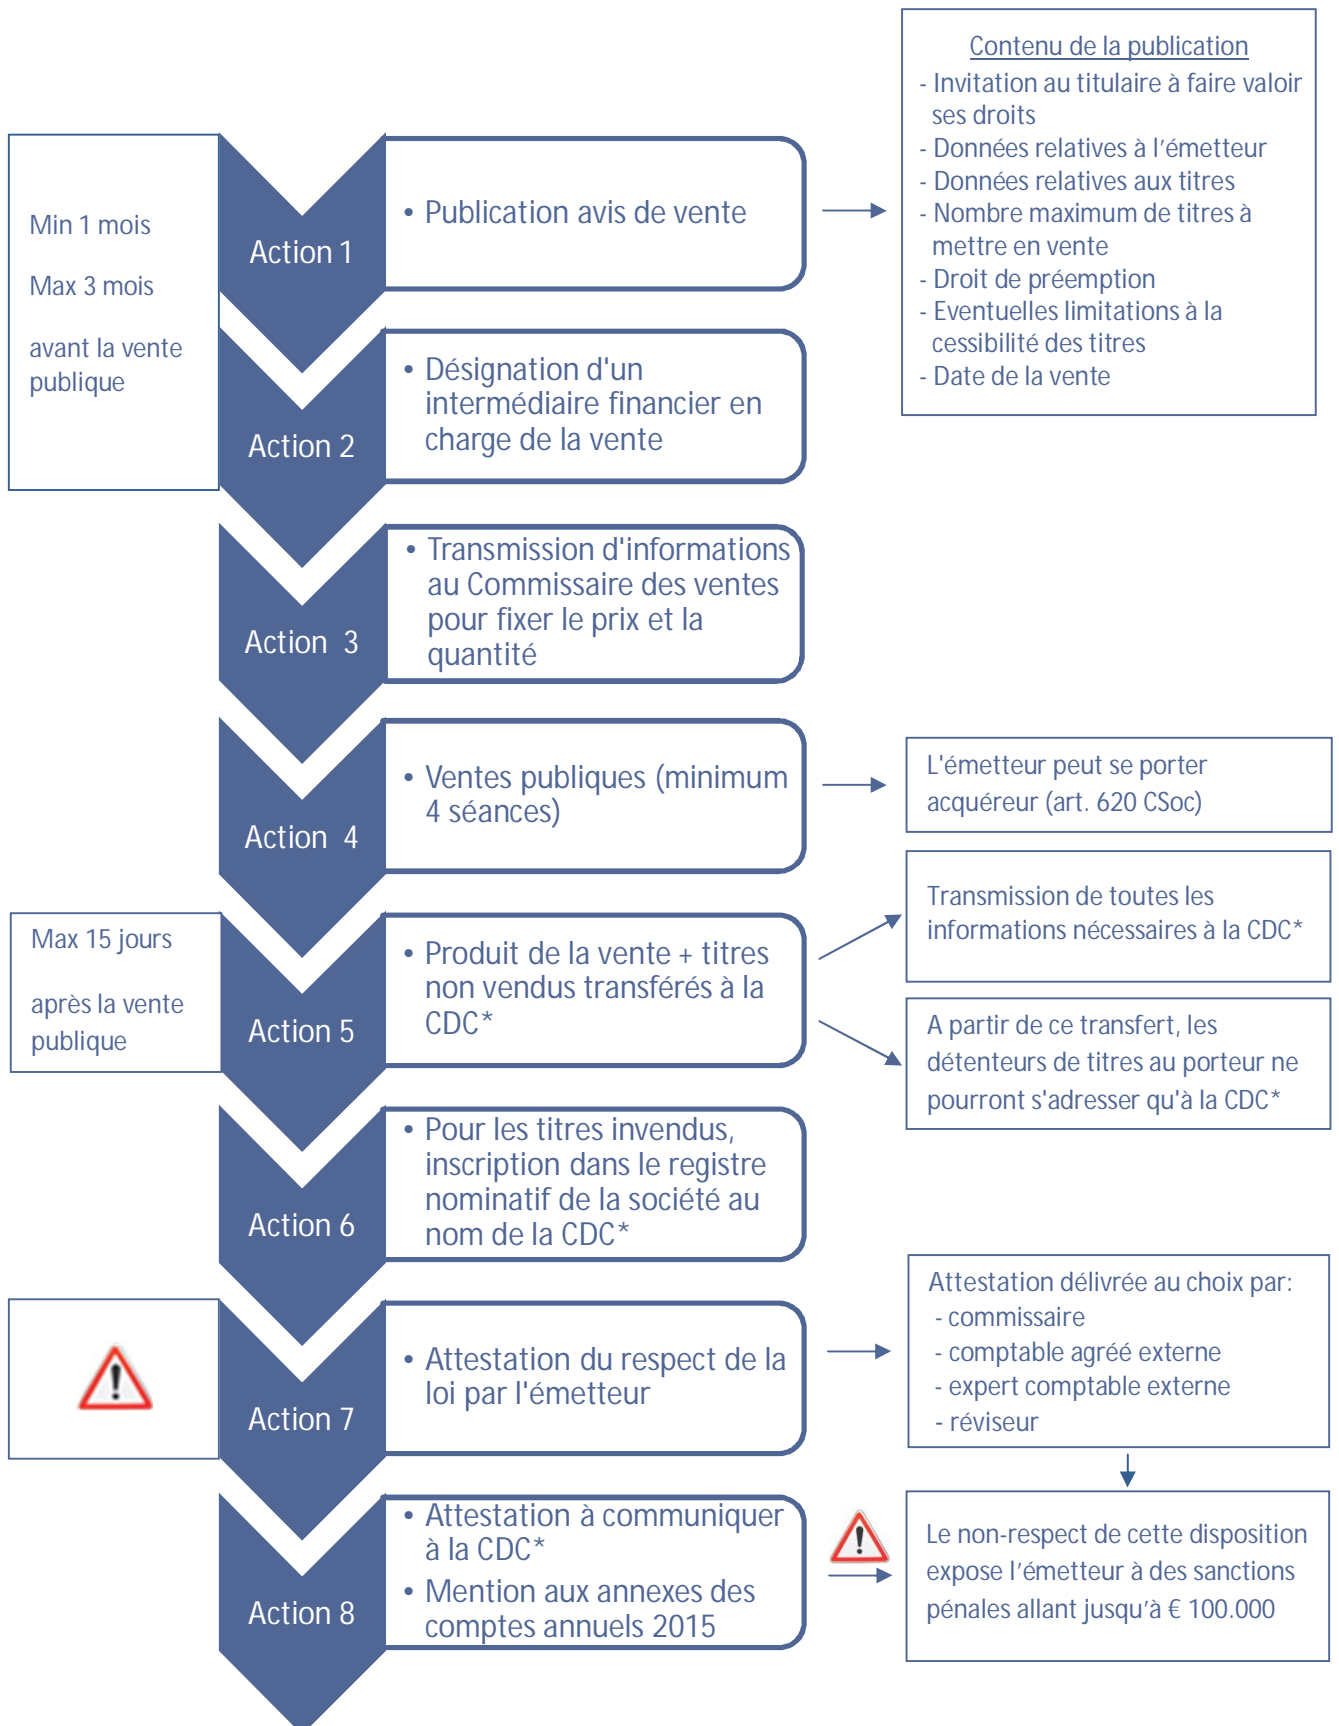 Contenu de la publication
- Invitation au titulaire à faire valoir
ses droits
- Données relatives à l'émetteur
- Données relatives aux titres
- Nombre maximum de titres à
mettre en vente
- Droit de préemption
- Eventuelles limitations à la
cessibilité des titres
- Date de la vente
Min 1 mois
Max 3 mois
avant la vente
publique
Action 1
• Publication avis de vente
Action 2
• Désignation d'un
intermédiaire financier en
charge de la vente
Action 3
• Transmission d'informations
au Commissaire des ventes
pour fixer le prix et la
quantité
Action 4
• Ventes publiques (minimum
4 séances)
L'émetteur peut se porter
acquéreur (art. 620 CSoc)
Max 15 jours
après la vente
publique
Action 5
• Produit de la vente + titres
non vendus transférés à la
CDC*
Transmission de toutes les
informations nécessaires à la CDC*
A partir de ce transfert, les
détenteurs de titres au porteur ne
pourront s'adresser qu'à la CDC*
Action 6
• Pour les titres invendus,
inscription dans le registre
nominatif de la société au
nom de la CDC*
Action 7
• Attestation du respect de la
loi par l'émetteur
Attestation délivrée au choix par:
- commissaire
- comptable agréé externe
- expert comptable externe
- réviseur
Action 8
• Attestation à communiquer
à la CDC*
• Mention aux annexes des
comptes annuels 2015
Le non-respect de cette disposition
expose l'émetteur à des sanctions
pénales allant jusqu'à € 100.000